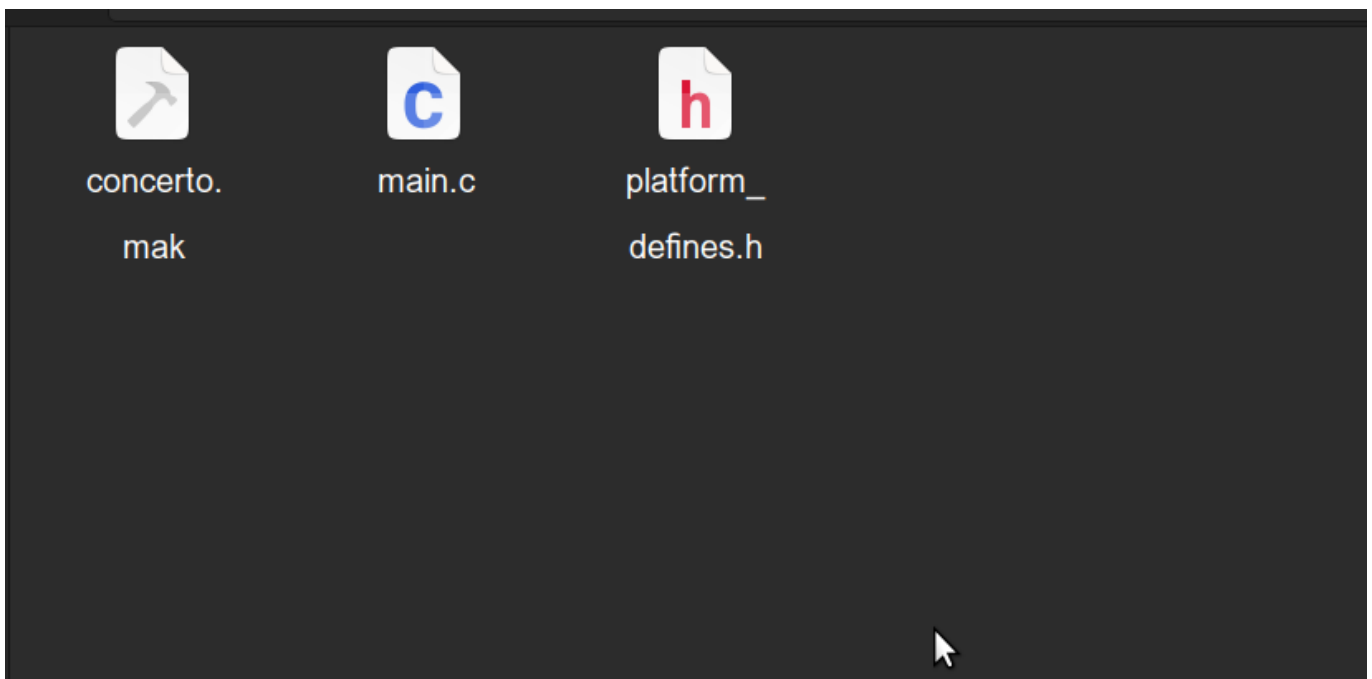 C
h
concerto.
mak
main.c
platform_
defines.h